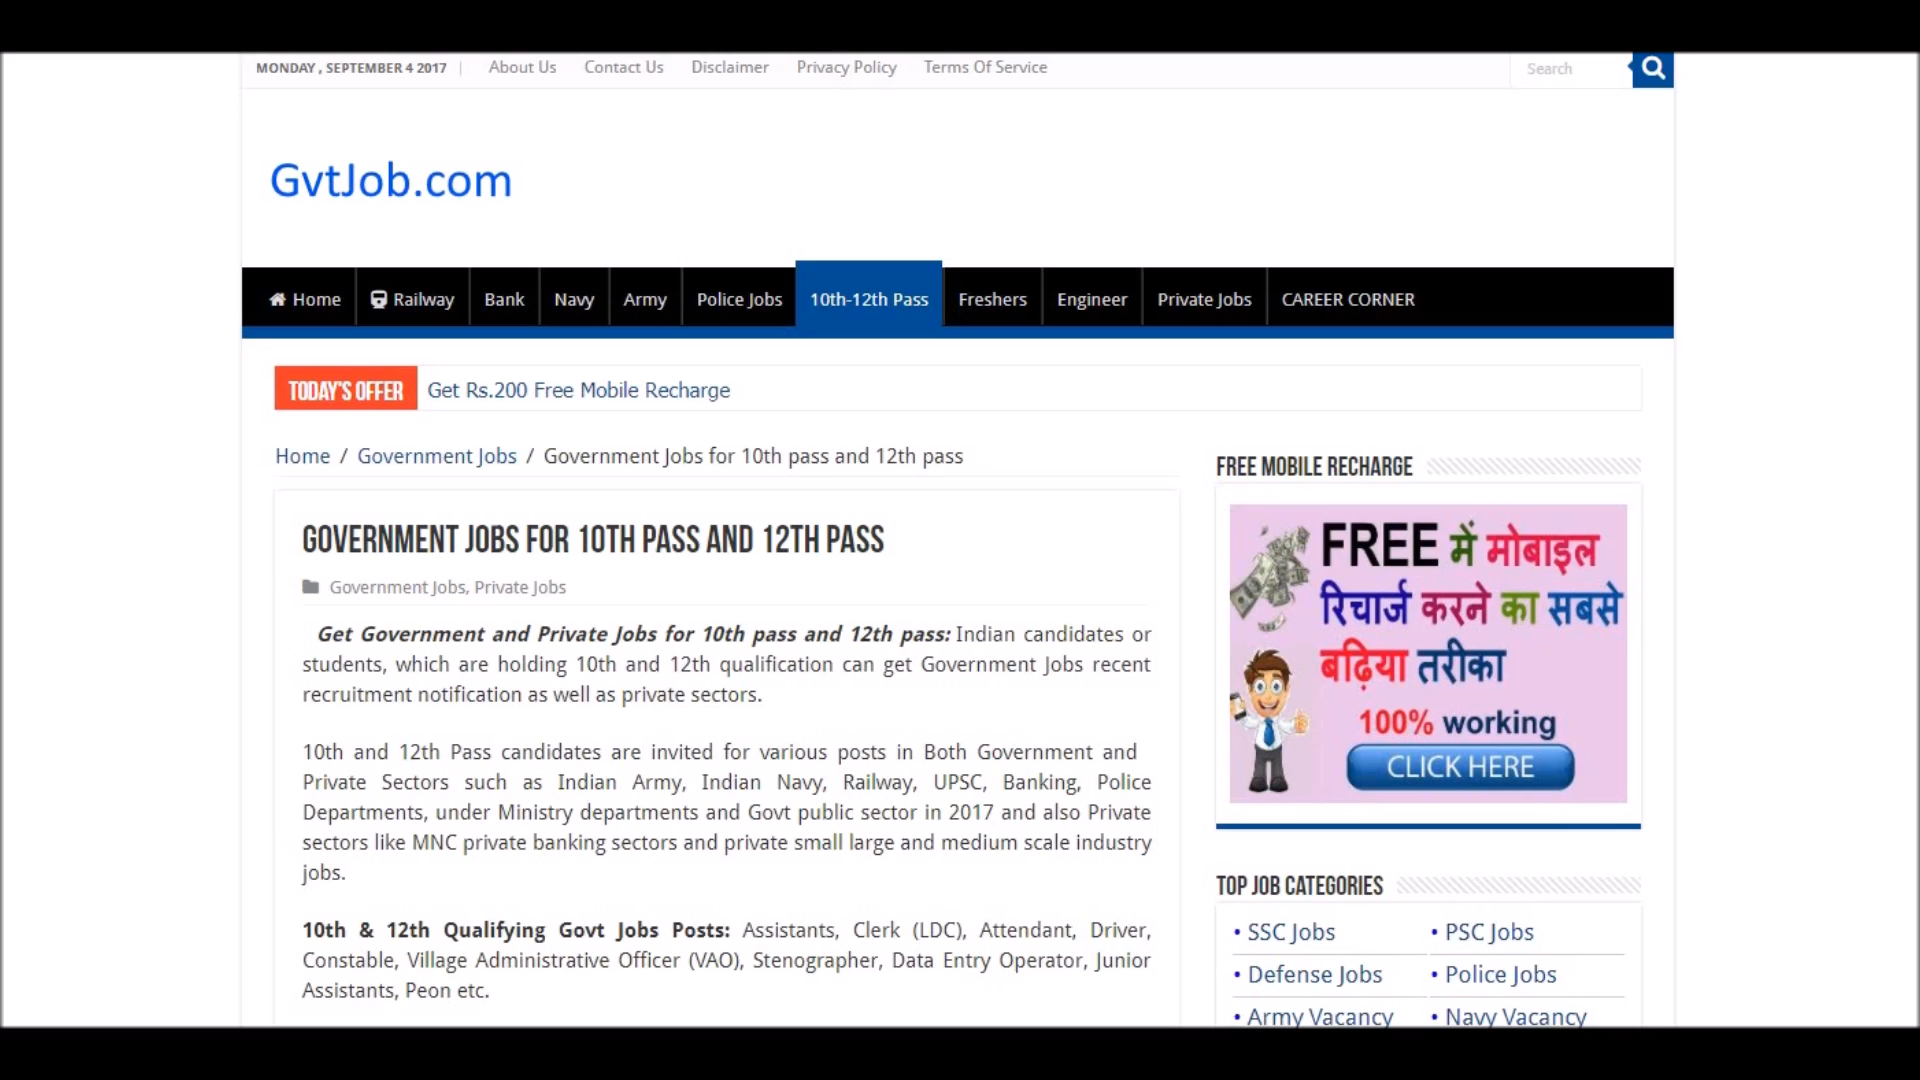 MONDAY , SEPTEMBER 4 2017 About Us Contact Us Disclaimer Privacy Policy Terms Of Service Search
GvtJob.com
Home Railway Bank Navy Army Police Jobs 10th-12th Pass Freshers Engineer Private Jobs CAREER CORNER
TODAY'S OFFER Get Rs.200 Free Mobile Recharge
Home / Government Jobs / Government Jobs for 10th pass and 12th pass
GOVERNMENT JOBS FOR 10TH PASS AND 12TH PASS
Government Jobs, Private Jobs
Get Government and Private Jobs for 10th pass and 12th pass: Indian candidates or
students, which are holding 10th and 12th qualification can get Government Jobs recent
recruitment notification as well as private sectors.
10th and 12th Pass candidates are invited for various posts in Both Government and
Private Sectors such as Indian Army, Indian Navy, Railway, UPSC, Banking, Police
Departments, under Ministry departments and Govt public sector in 2017 and also Private
sectors like MNC private banking sectors and private small large and medium scale industry
jobs.
10th & 12th Qualifying Govt Jobs Posts: Assistants, Clerk (LDC), Attendant, Driver,
Constable, Village Administrative Officer (VAO), Stenographer, Data Entry Operator, Junior
Assistants, Peon etc.
FREE MOBILE RECHARGE
FREE में मोबाइल
रिचार्ज करने का सबसे
बढ़िया तरीका
100% working
CLICK HERE
TOP JOB CATEGORIES
• SSC Jobs • PSC Jobs
• Defense Jobs • Police Jobs
• Army Vacancy • Navy Vacancy